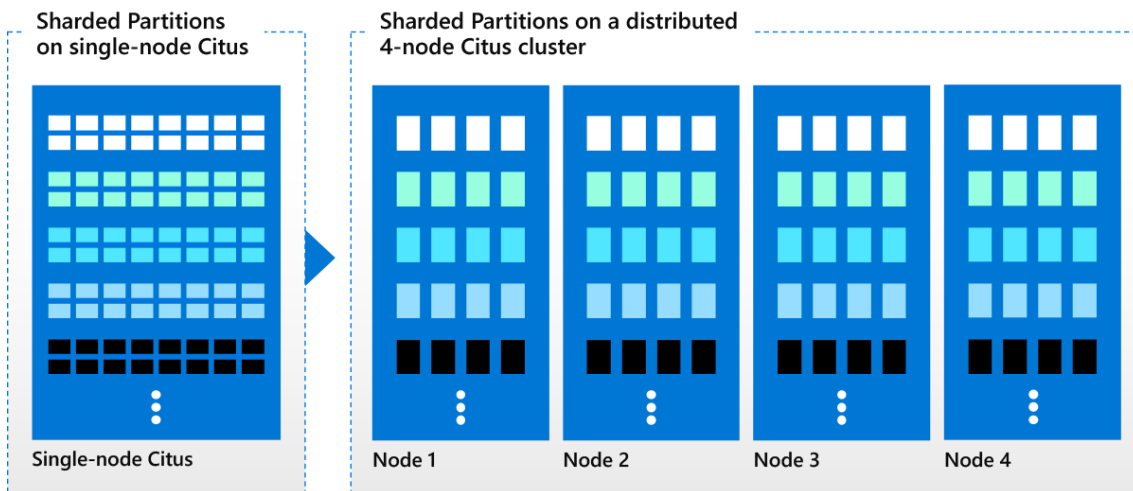 Sharded Partitions
on single-node Citus
Sharded Partitions on a distributed
4-node Citus cluster
Single-node Citus
Node 1
Node 2
Node 3
Node 4